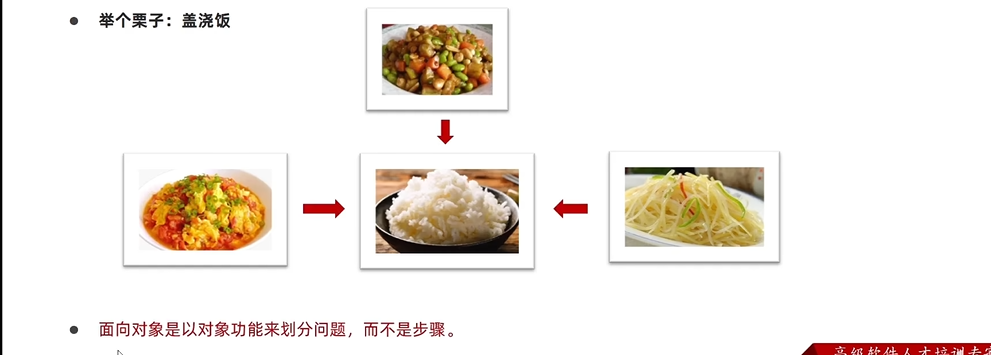 举个栗子：盖浇饭
面向对象是以对象功能来划分问题，而不是步骤。
高级软件人才培训专家